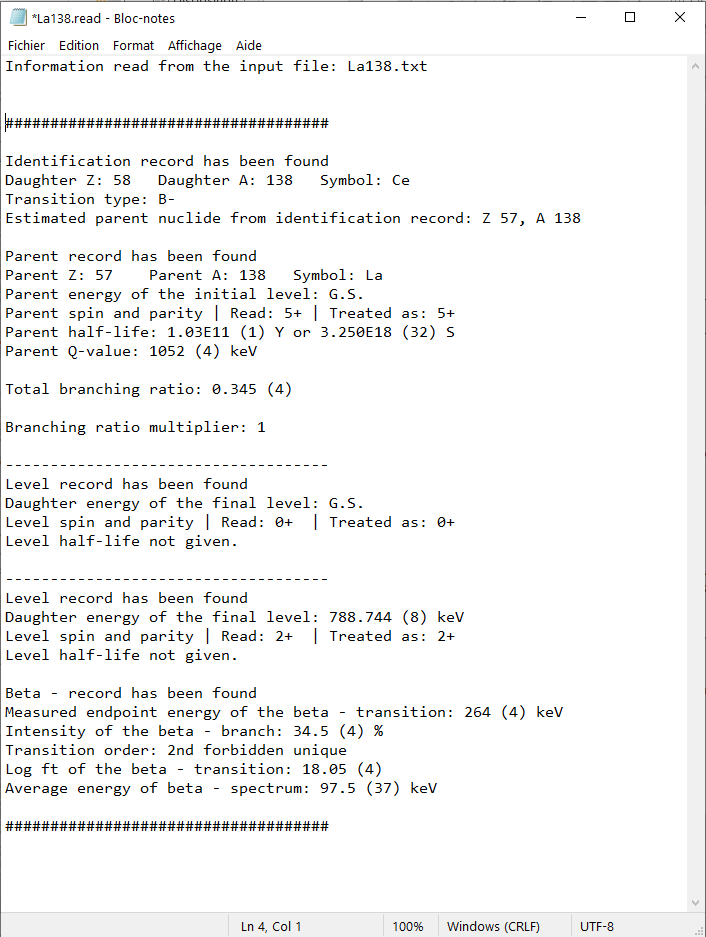 *La138.read - Bloc-notes
Fichier Edition Format Affichage Aide
Information read from the input file: La138.txt
####################################
Identification record has been found
Daughter Z: 58   Daughter A: 138   Symbol: Ce
Transition type: B-
Estimated parent nuclide from identification record: Z 57, A 138
Parent record has been found
Parent Z: 57    Parent A: 138   Symbol: La
Parent energy of the initial level: G.S.
Parent spin and parity | Read: 5+ | Treated as: 5+
Parent half-life: 1.03E11 (1) Y or 3.250E18 (32) S
Parent Q-value: 1052 (4) keV
Total branching ratio: 0.345 (4)
Branching ratio multiplier: 1
------------------------------------
Level record has been found
Daughter energy of the final level: G.S.
Level spin and parity | Read: 0+  | Treated as: 0+
Level half-life not given.
------------------------------------
Level record has been found
Daughter energy of the final level: 788.744 (8) keV
Level spin and parity | Read: 2+  | Treated as: 2+
Level half-life not given.
Beta - record has been found
Measured endpoint energy of the beta - transition: 264 (4) keV
Intensity of the beta - branch: 34.5 (4) %
Transition order: 2nd forbidden unique
Log ft of the beta - transition: 18.05 (4)
Average energy of beta - spectrum: 97.5 (37) keV
####################################
Ln 4, Col 1 100% Windows (CRLF) UTF-8